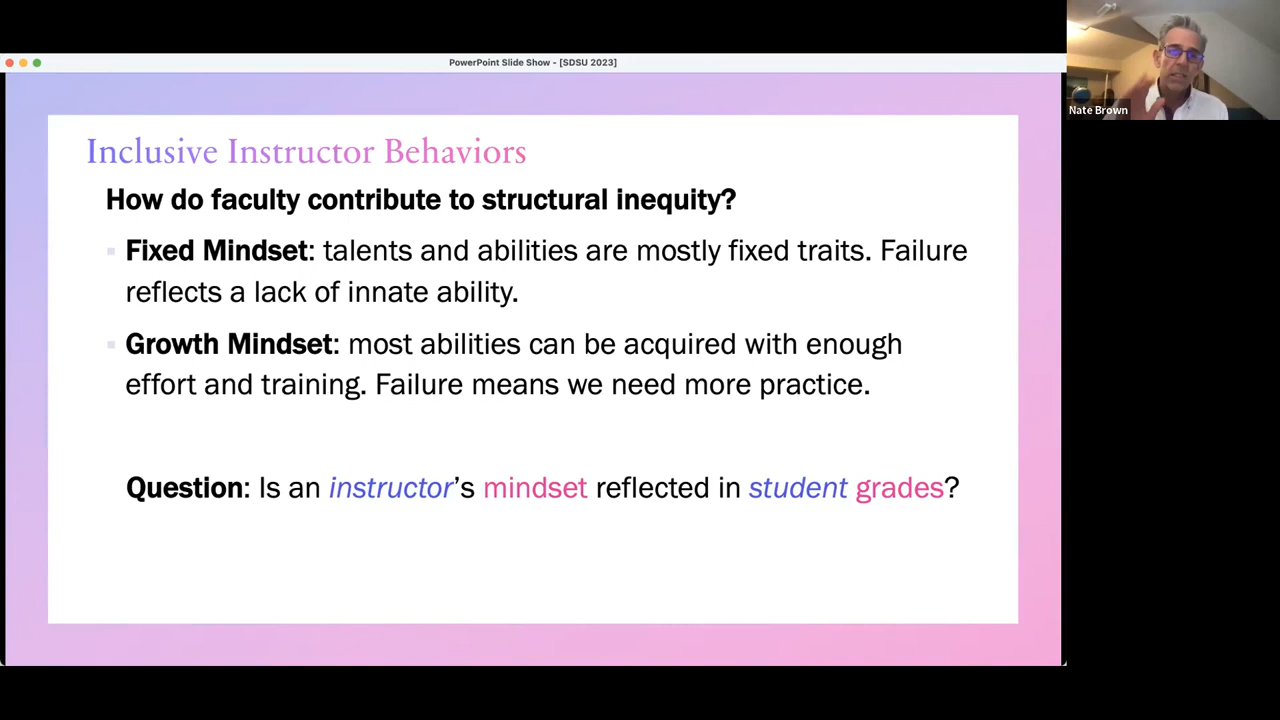 PowerPoint Slide Show - [SDSU 2023]
Nate Brown
Inclusive Instructor Behaviors
How do faculty contribute to structural inequity?
Fixed Mindset: talents and abilities are mostly fixed traits. Failure
reflects a lack of innate ability.
Growth Mindset: most abilities can be acquired with enough
effort and training. Failure means we need more practice.
Question: Is an instructor’s mindset reflected in student grades?